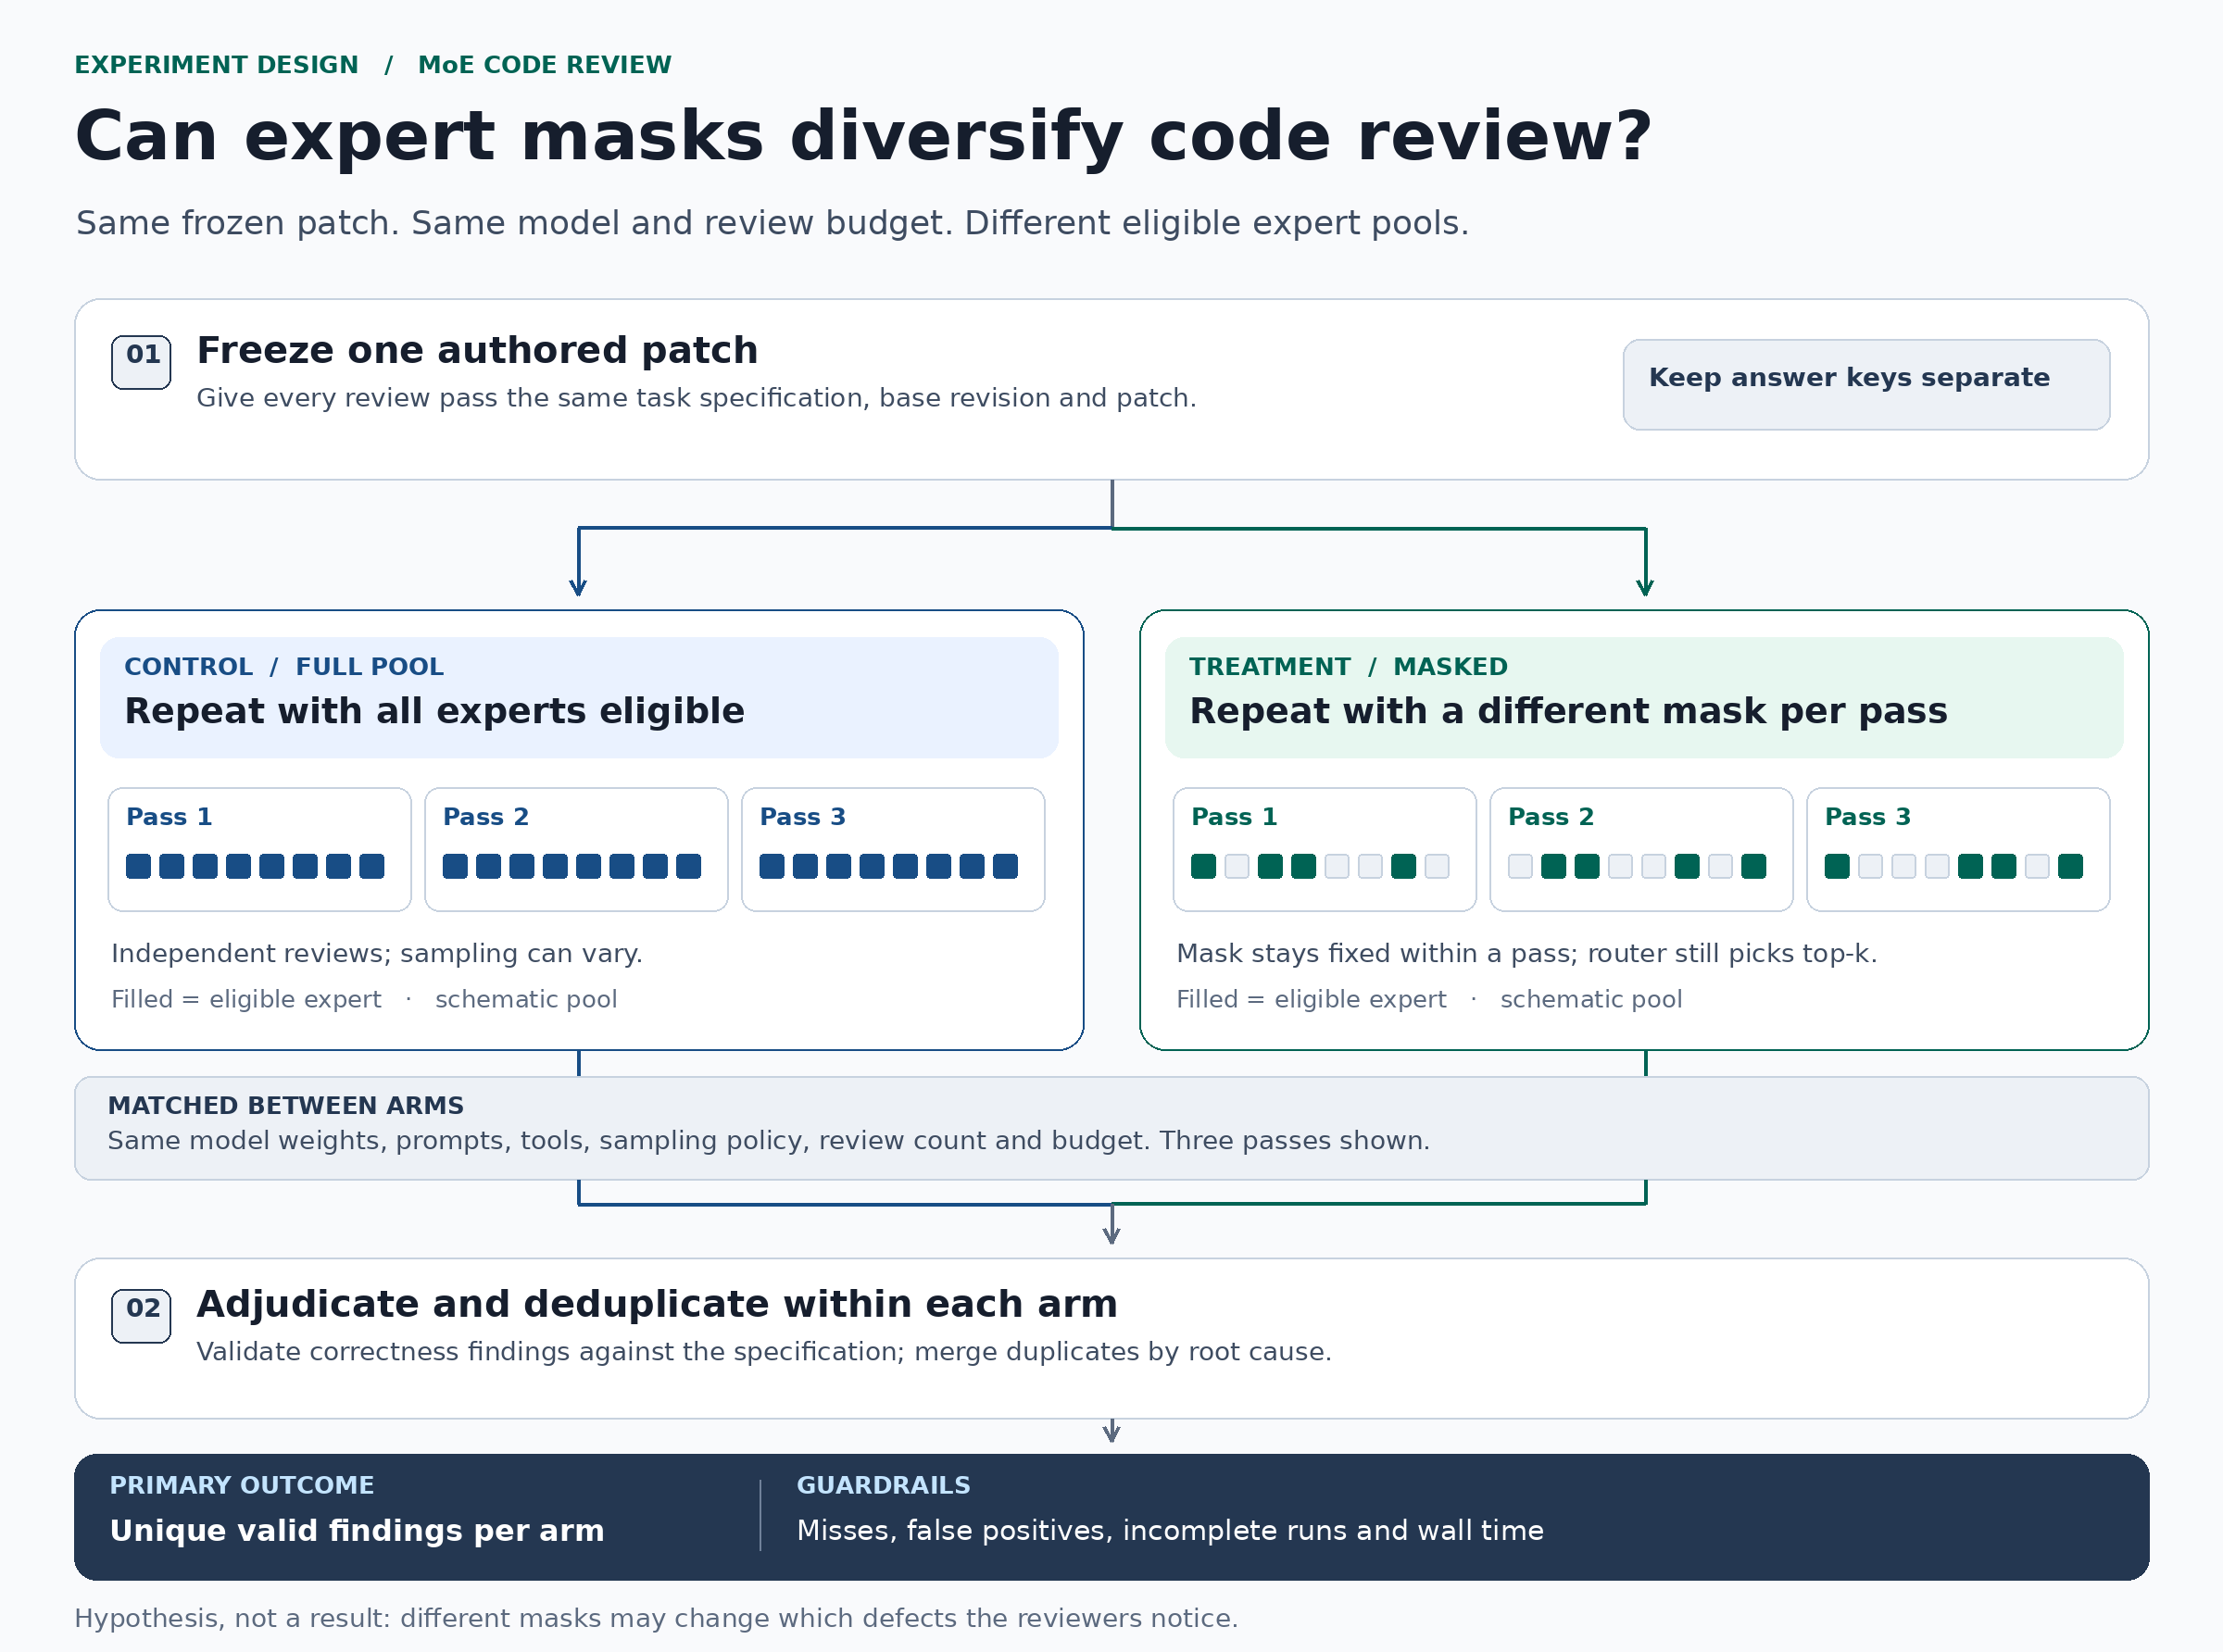 EXPERIMENT DESIGN / MoE CODE REVIEW
Can expert masks diversify code review?
Same frozen patch. Same model and review budget. Different eligible expert pools.
01
Freeze one authored patch
Give every review pass the same task specification, base revision and patch.
Keep answer keys separate
CONTROL / FULL POOL
Repeat with all experts eligible
Pass 1
Pass 2
Pass 3
Independent reviews; sampling can vary.
Filled = eligible expert · schematic pool
TREATMENT / MASKED
Repeat with a different mask per pass
Pass 1
Pass 2
Pass 3
Mask stays fixed within a pass; router still picks top-k.
Filled = eligible expert · schematic pool
MATCHED BETWEEN ARMS
Same model weights, prompts, tools, sampling policy, review count and budget. Three passes shown.
02
Adjudicate and deduplicate within each arm
Validate correctness findings against the specification; merge duplicates by root cause.
PRIMARY OUTCOME
Unique valid findings per arm
GUARDRAILS
Misses, false positives, incomplete runs and wall time
Hypothesis, not a result: different masks may change which defects the reviewers notice.